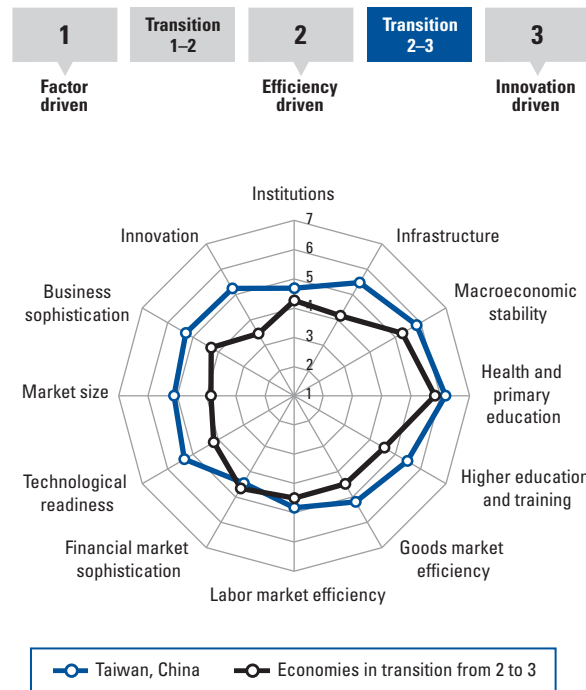 1
Transition
1–2
2
Transition
2–3
3
Factor
driven
Efficiency
driven
Innovation
driven
Institutions
7
Innovation
Infrastructure
6
Business
sophistication
5
Macroeconomic
stability
4
3
Market size
2
1
Health and
primary
education
Technological
readiness
Higher education
and training
Financial market
sophistication
Goods market
efficiency
Labor market efficiency
Taiwan, China
Economies in transition from 2 to 3